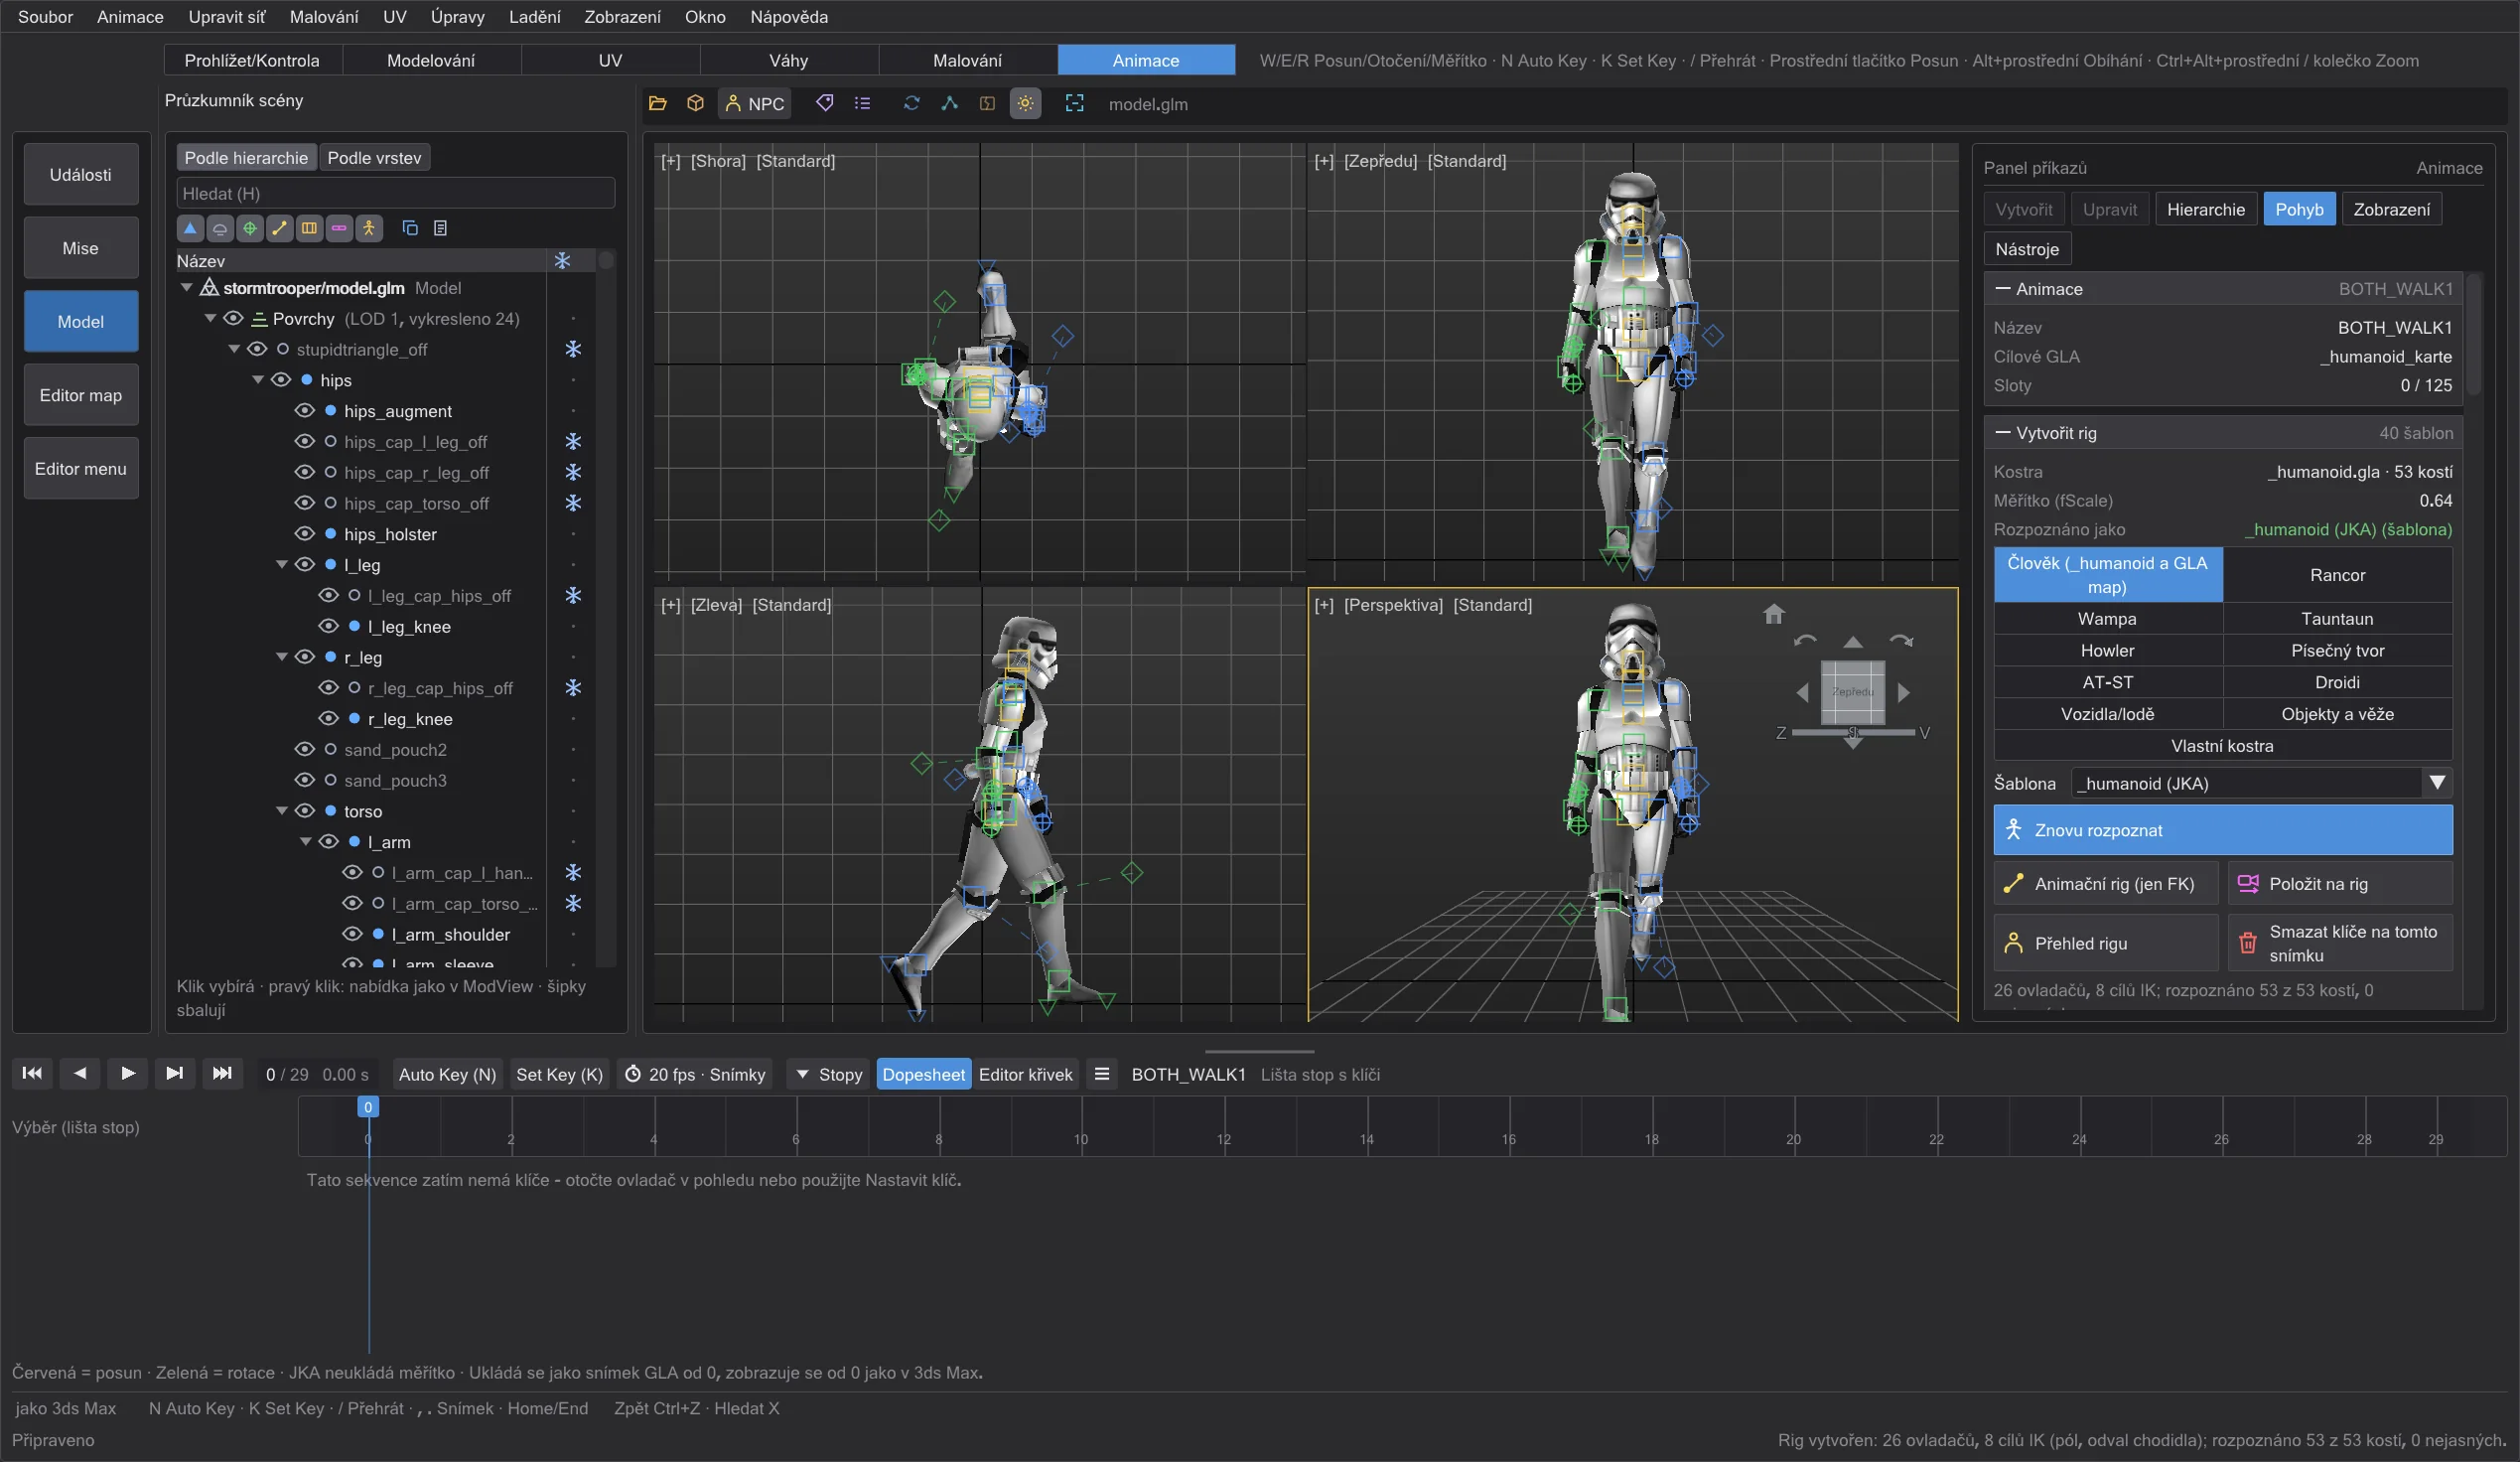 Soubor Animace Upravit síť Malování UV Úpravy Ladění Zobrazení Okno Nápověda
Prohlížet/Kontrola Modelování UV Váhy Malování Animace W/E/R Posun/Otočení/Měřítko · N Auto Key · K Set Key · / Přehrát · Prostřední tlačítko Posun · Alt+prostřední Obíhání · Ctrl+Alt+prostřední / kolečko Zoom
Průzkumník scény
NPC model.glm
Události
Mise
Model
Editor map
Editor menu
Podle hierarchie Podle vrstev
Hledat (H)
Název
stormtrooper/model.glm Model
Povrchy (LOD 1, vykresleno 24)
stupidtriangle_off
hips
hips_augment
hips_cap_l_leg_off
hips_cap_r_leg_off
hips_cap_torso_off
hips_holster
l_leg
l_leg_cap_hips_off
l_leg_knee
r_leg
r_leg_cap_hips_off
r_leg_knee
sand_pouch2
sand_pouch3
torso
l_arm
l_arm_cap_l_han...
l_arm_cap_torso_...
l_arm_shoulder
l_arm_sleeve
Klik vybírá · pravý klik: nabídka jako v ModView · šipky
sbalují
[+] [Shora] [Standard]
[+] [Zepředu] [Standard]
[+] [Zleva] [Standard]
[+] [Perspektiva] [Standard]
Zepředu
Z S V
Panel příkazů Animace
Vytvořit Upravit Hierarchie Pohyb Zobrazení
Nástroje
Animace BOTH_WALK1
Název BOTH_WALK1
Cílové GLA _humanoid_karte
Sloty 0 / 125
Vytvořit rig 40 šablon
Kostra _humanoid.gla · 53 kostí
Měřítko (fScale) 0.64
Rozpoznáno jako _humanoid (JKA) (šablona)
Člověk (_humanoid a GLA
map)
Rancor
Wampa Tauntaun
Howler Písečný tvor
AT-ST Droidi
Vozidla/lodě Objekty a věže
Vlastní kostra
Šablona _humanoid (JKA)
Znovu rozpoznat
Animační rig (jen FK) Položit na rig
Přehled rigu
Smazat klíče na tomto
snímku
26 ovladačů, 8 cílů IK; rozpoznáno 53 z 53 kostí, 0
0 / 29 0.00 s Auto Key (N) Set Key (K) 20 fps · Snímky Stopy Dopesheet Editor křivek BOTH_WALK1 Lišta stop s klíči
0
Výběr (lišta stop)
0 2 4 6 8 10 12 14 16 18 20 22 24 26 28 29
Tato sekvence zatím nemá klíče - otočte ovladač v pohledu nebo použijte Nastavit klíč.
Červená = posun · Zelená = rotace · JKA neukládá měřítko · Ukládá se jako snímek GLA od 0, zobrazuje se od 0 jako v 3ds Max.
jako 3ds Max N Auto Key · K Set Key · / Přehrát · , . Snímek · Home/End Zpět Ctrl+Z · Hledat X
Připraveno
Rig vytvořen: 26 ovladačů, 8 cílů IK (pól, odval chodidla); rozpoznáno 53 z 53 kostí, 0 nejasných.